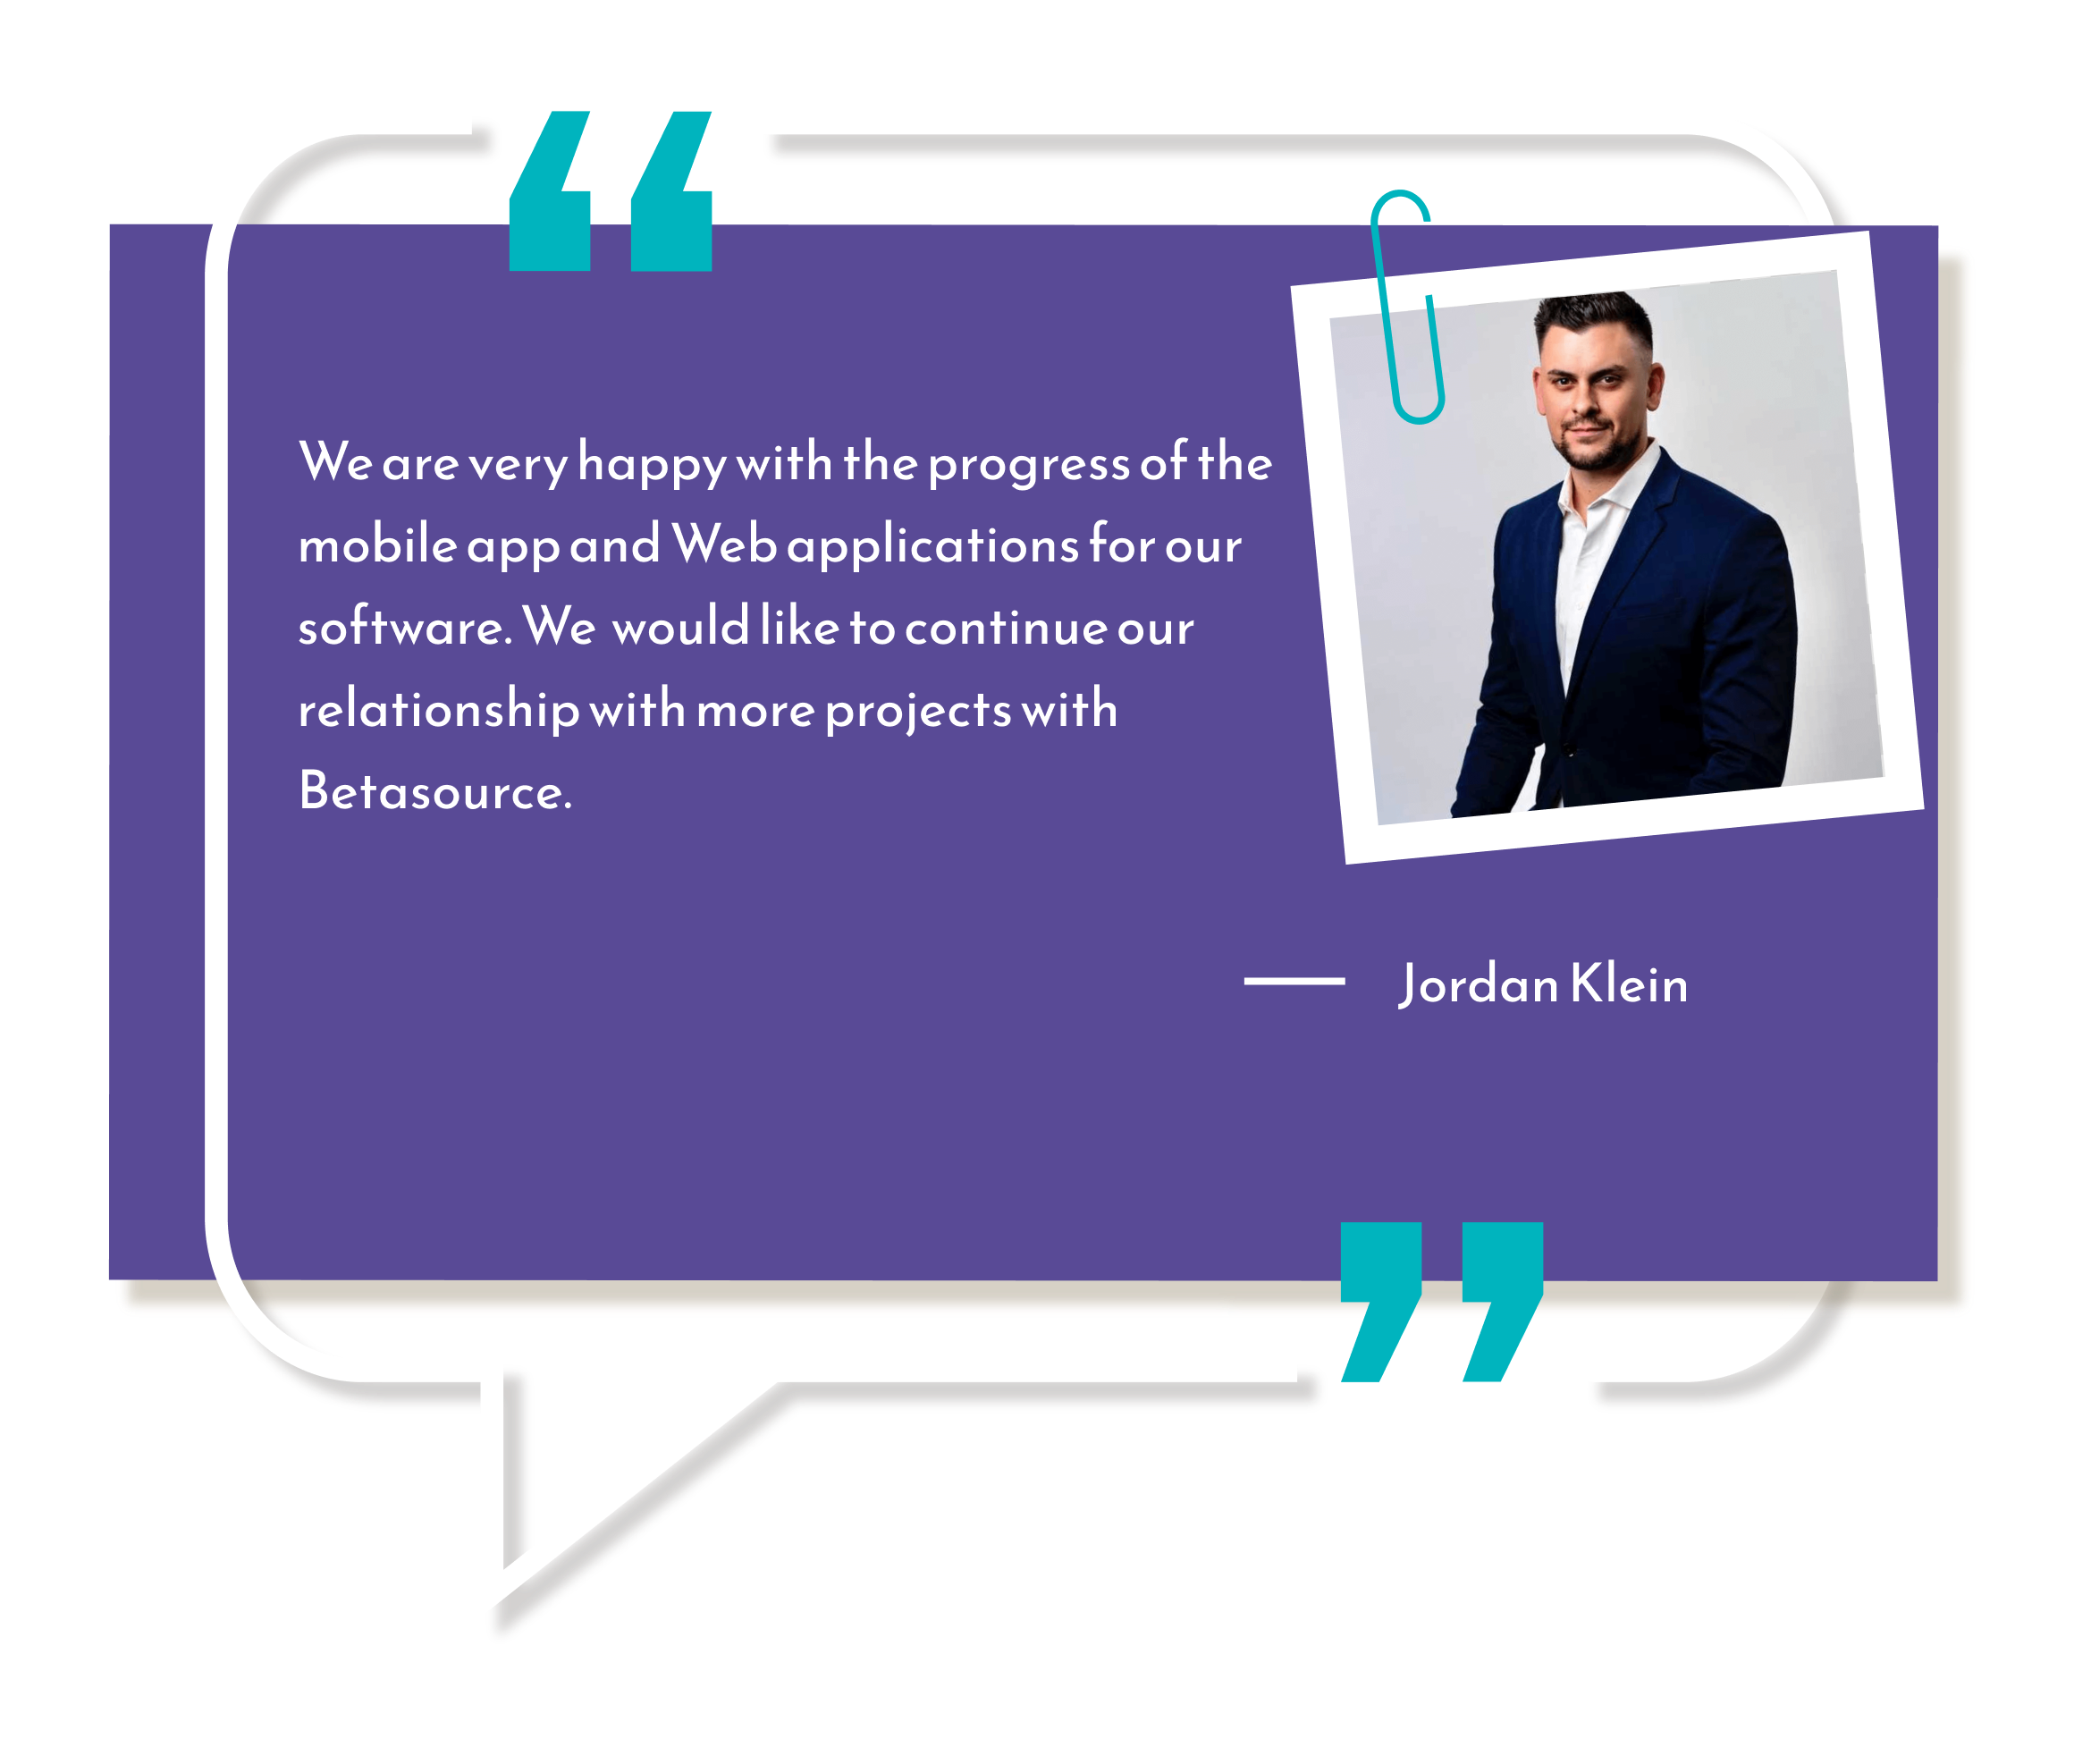 We are very happy with the progress of the
mobile app and Web applications for our
software. We would like to continue our
relationship with more projects with
Betasource.
— Jordan Klein